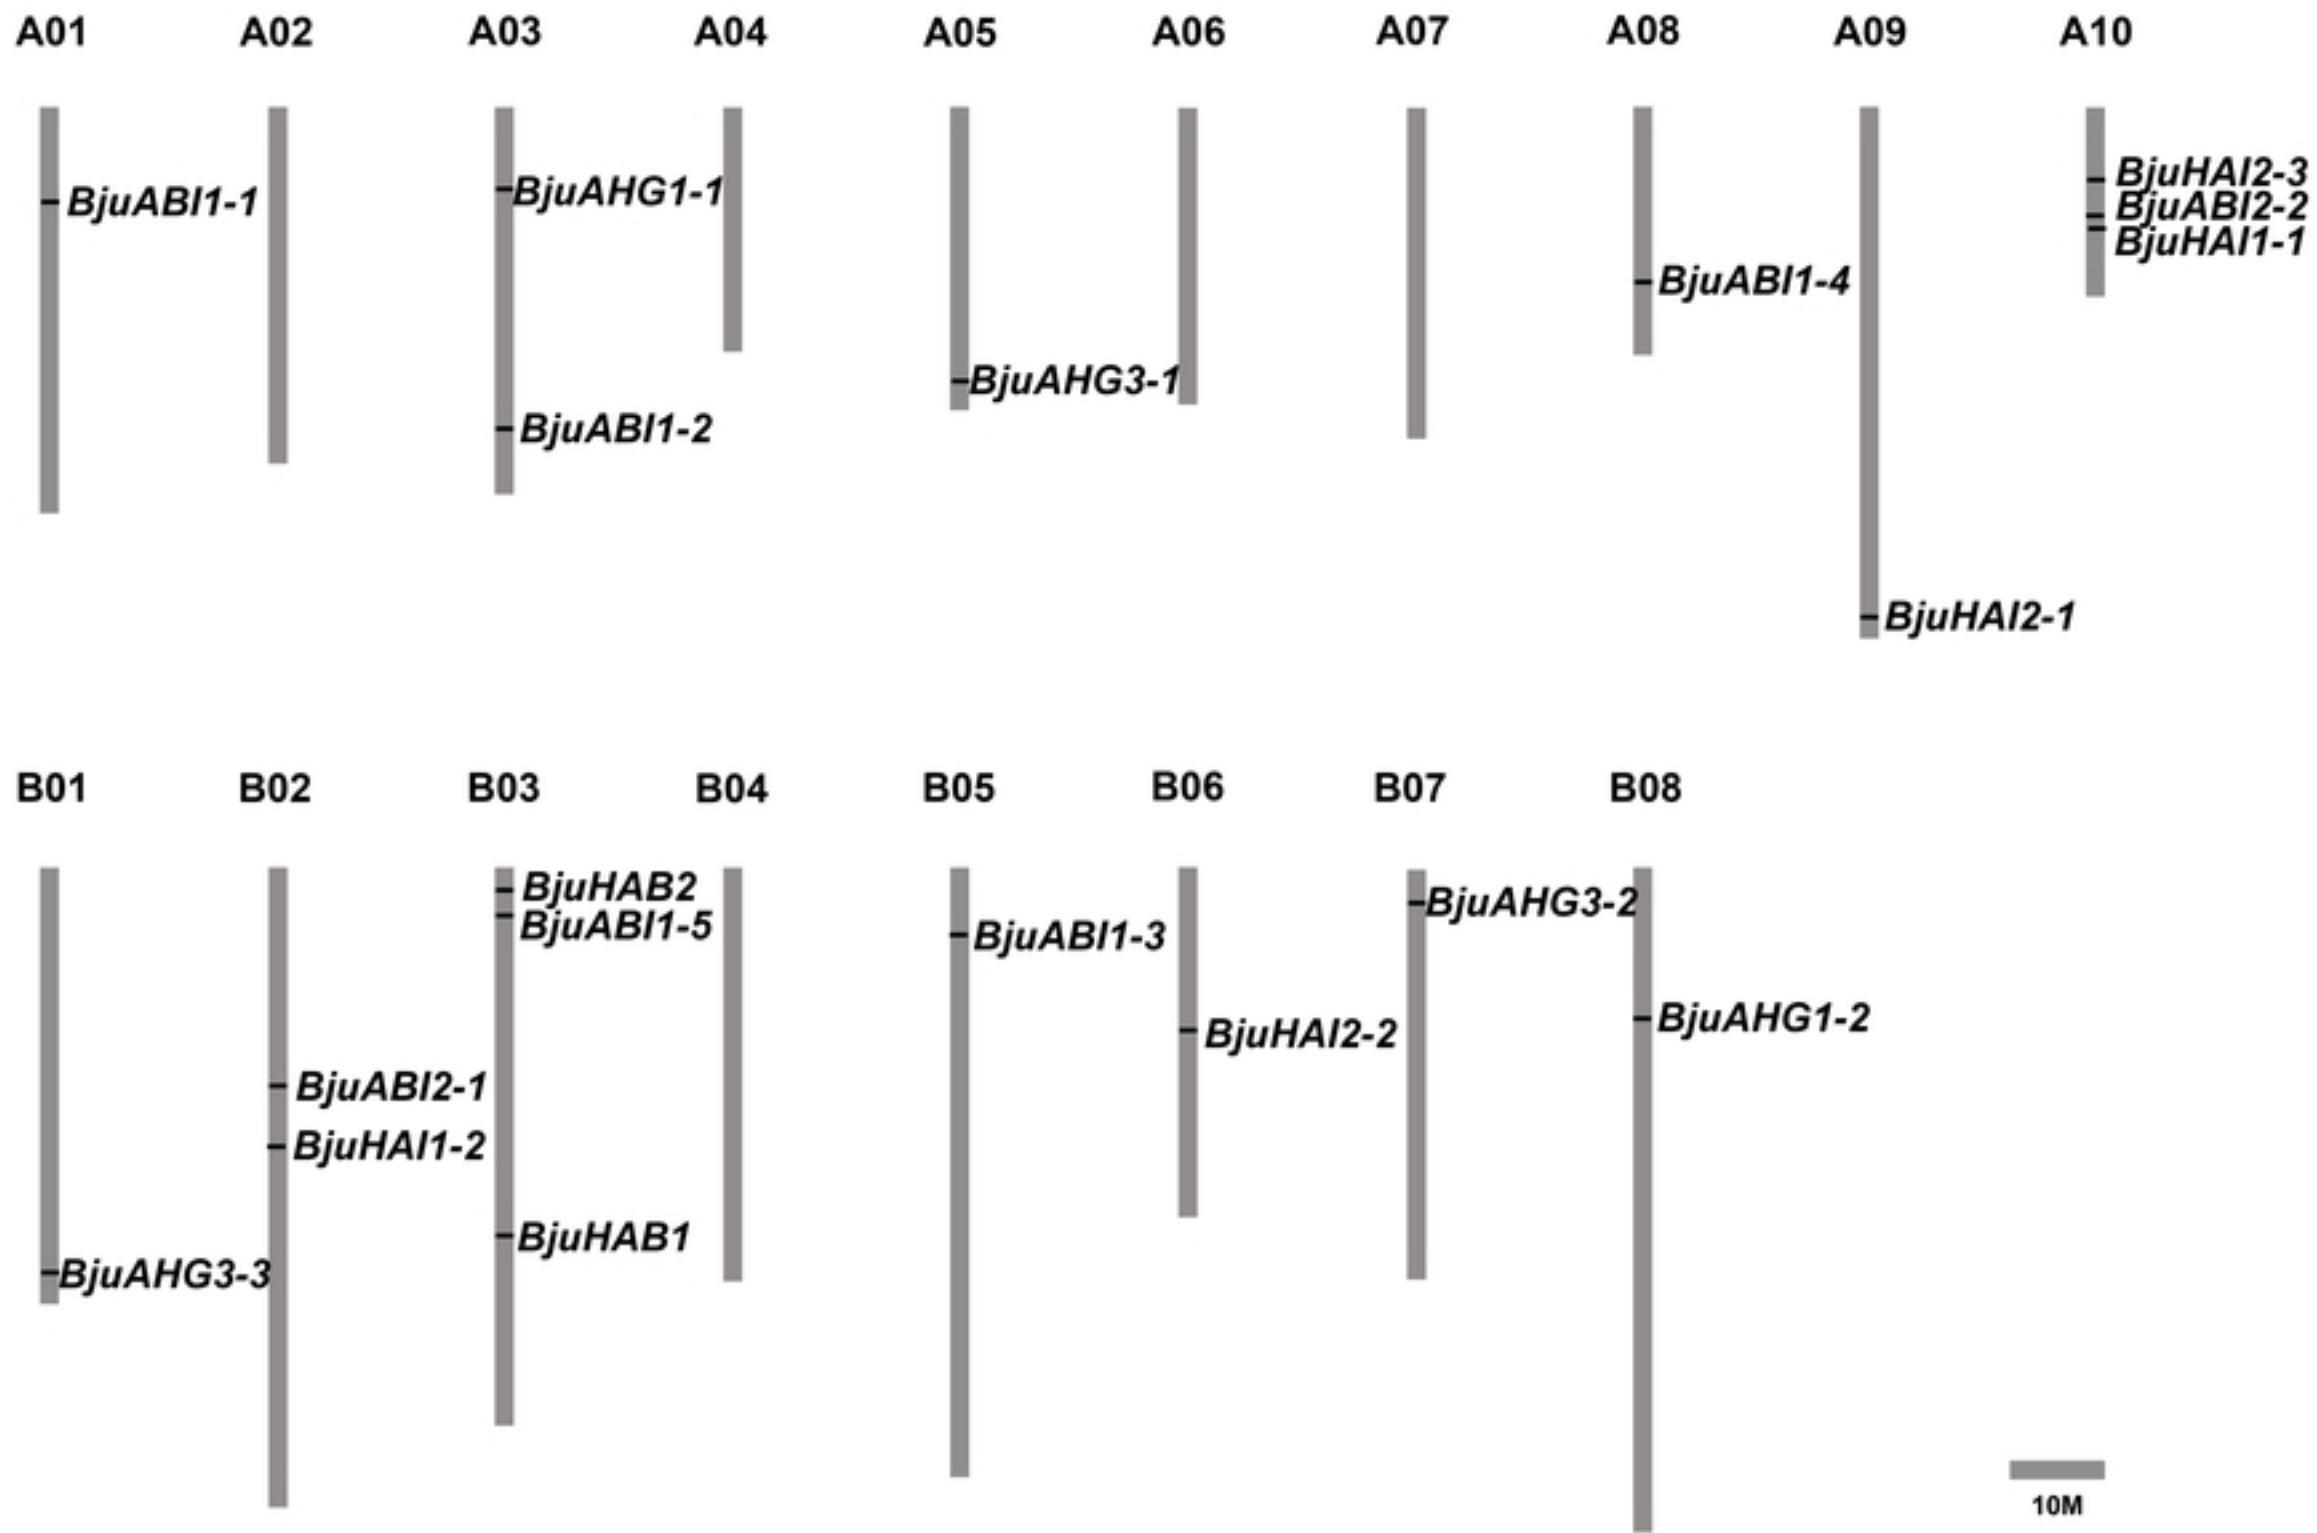 A01 A02 A03 A04 A05 A06 A07 A08 A09 A10
BjuHAI2-3
BjuAHG1-1
BjuABI1-1
BjuABI2-2
BjuHAI1-1
BjuABI1-4
BjuAHG3-1
BjuABI1-2
BjuHAI2-1
B01 B02 B03 B04 B05 B06 B07 B08
BjuHAB2
BjuAHG3-2
BjuABI1-5
BjuABI1-3
BjuAHG1-2
BjuHAI2-2
BjuABI2-1
BjuHAI1-2
BjuHAB1
BjuAHG3-3
10M